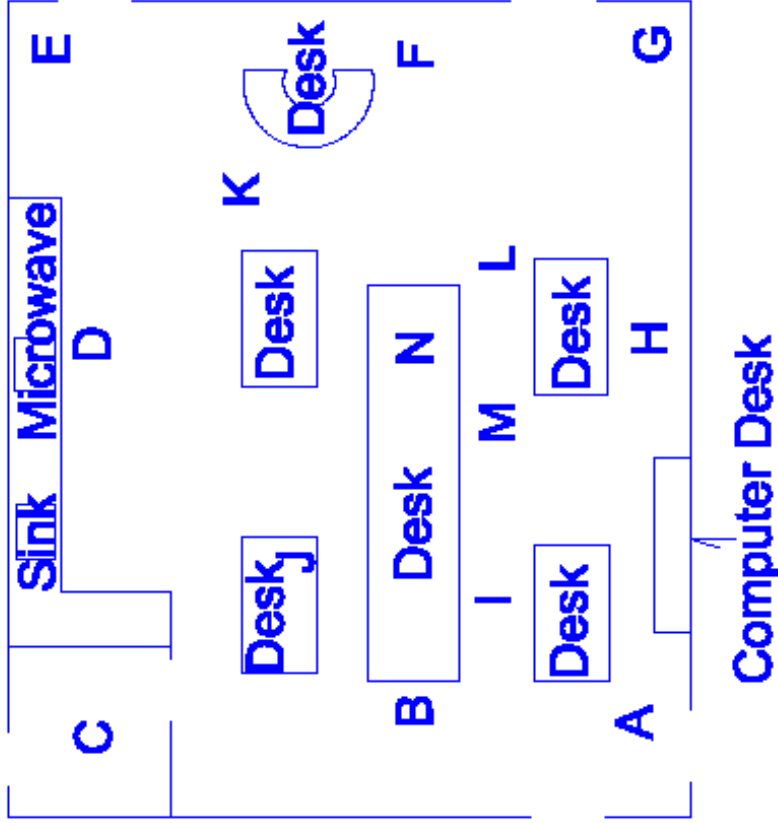 Sink Microwave E
C D
K
Desk Desk
J Desk
B Desk N F
I M L
Desk Desk
A H G
Computer Desk